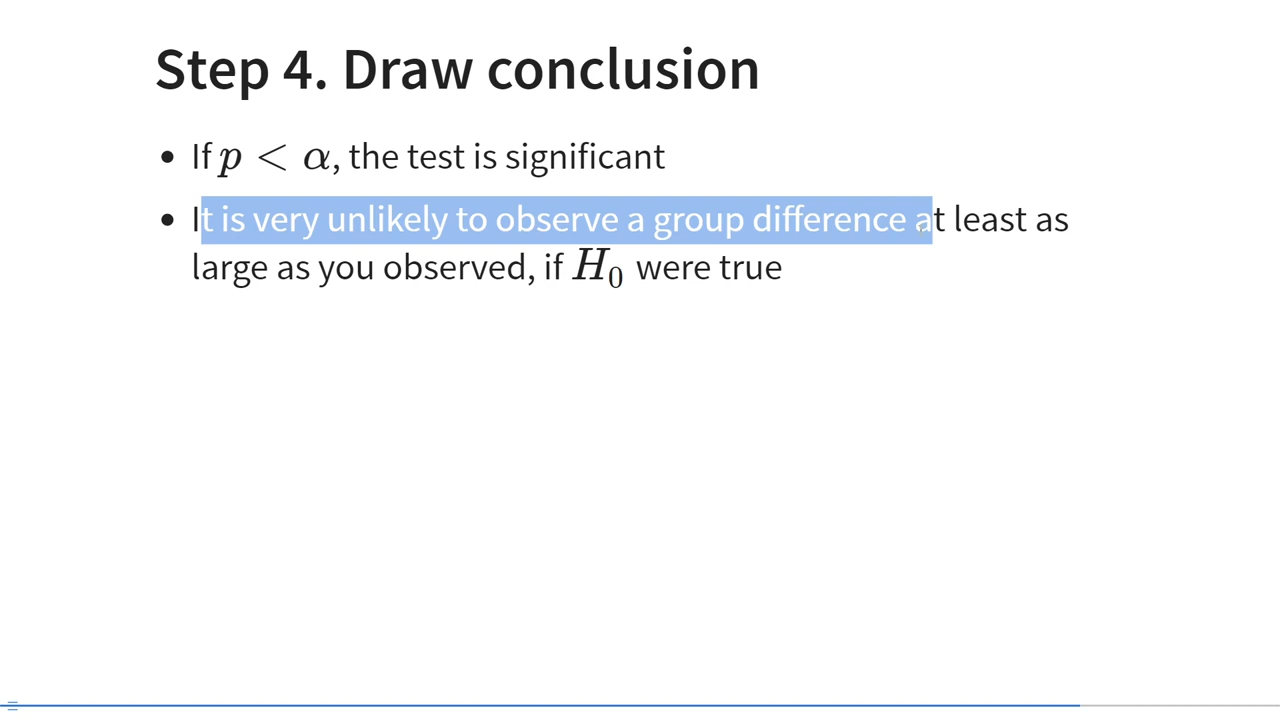 Step 4. Draw conclusion
• If p < α, the test is significant
• It is very unlikely to observe a group difference at least as
large as you observed, if H₀ were true